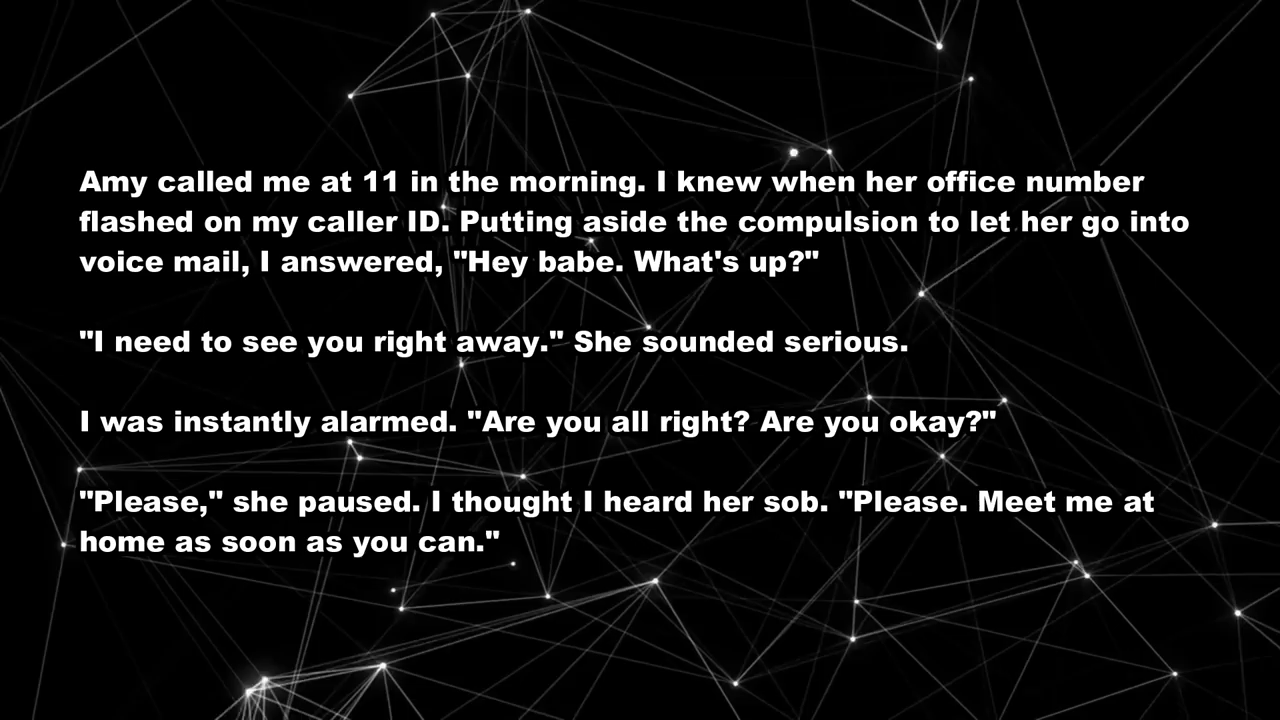 Amy called me at 11 in the morning. I knew when her office number
flashed on my caller ID. Putting aside the compulsion to let her go into
voice mail, I answered, "Hey babe. What's up?"
"I need to see you right away." She sounded serious.
I was instantly alarmed. "Are you all right? Are you okay?"
"Please," she paused. I thought I heard her sob. "Please. Meet me at
home as soon as you can."